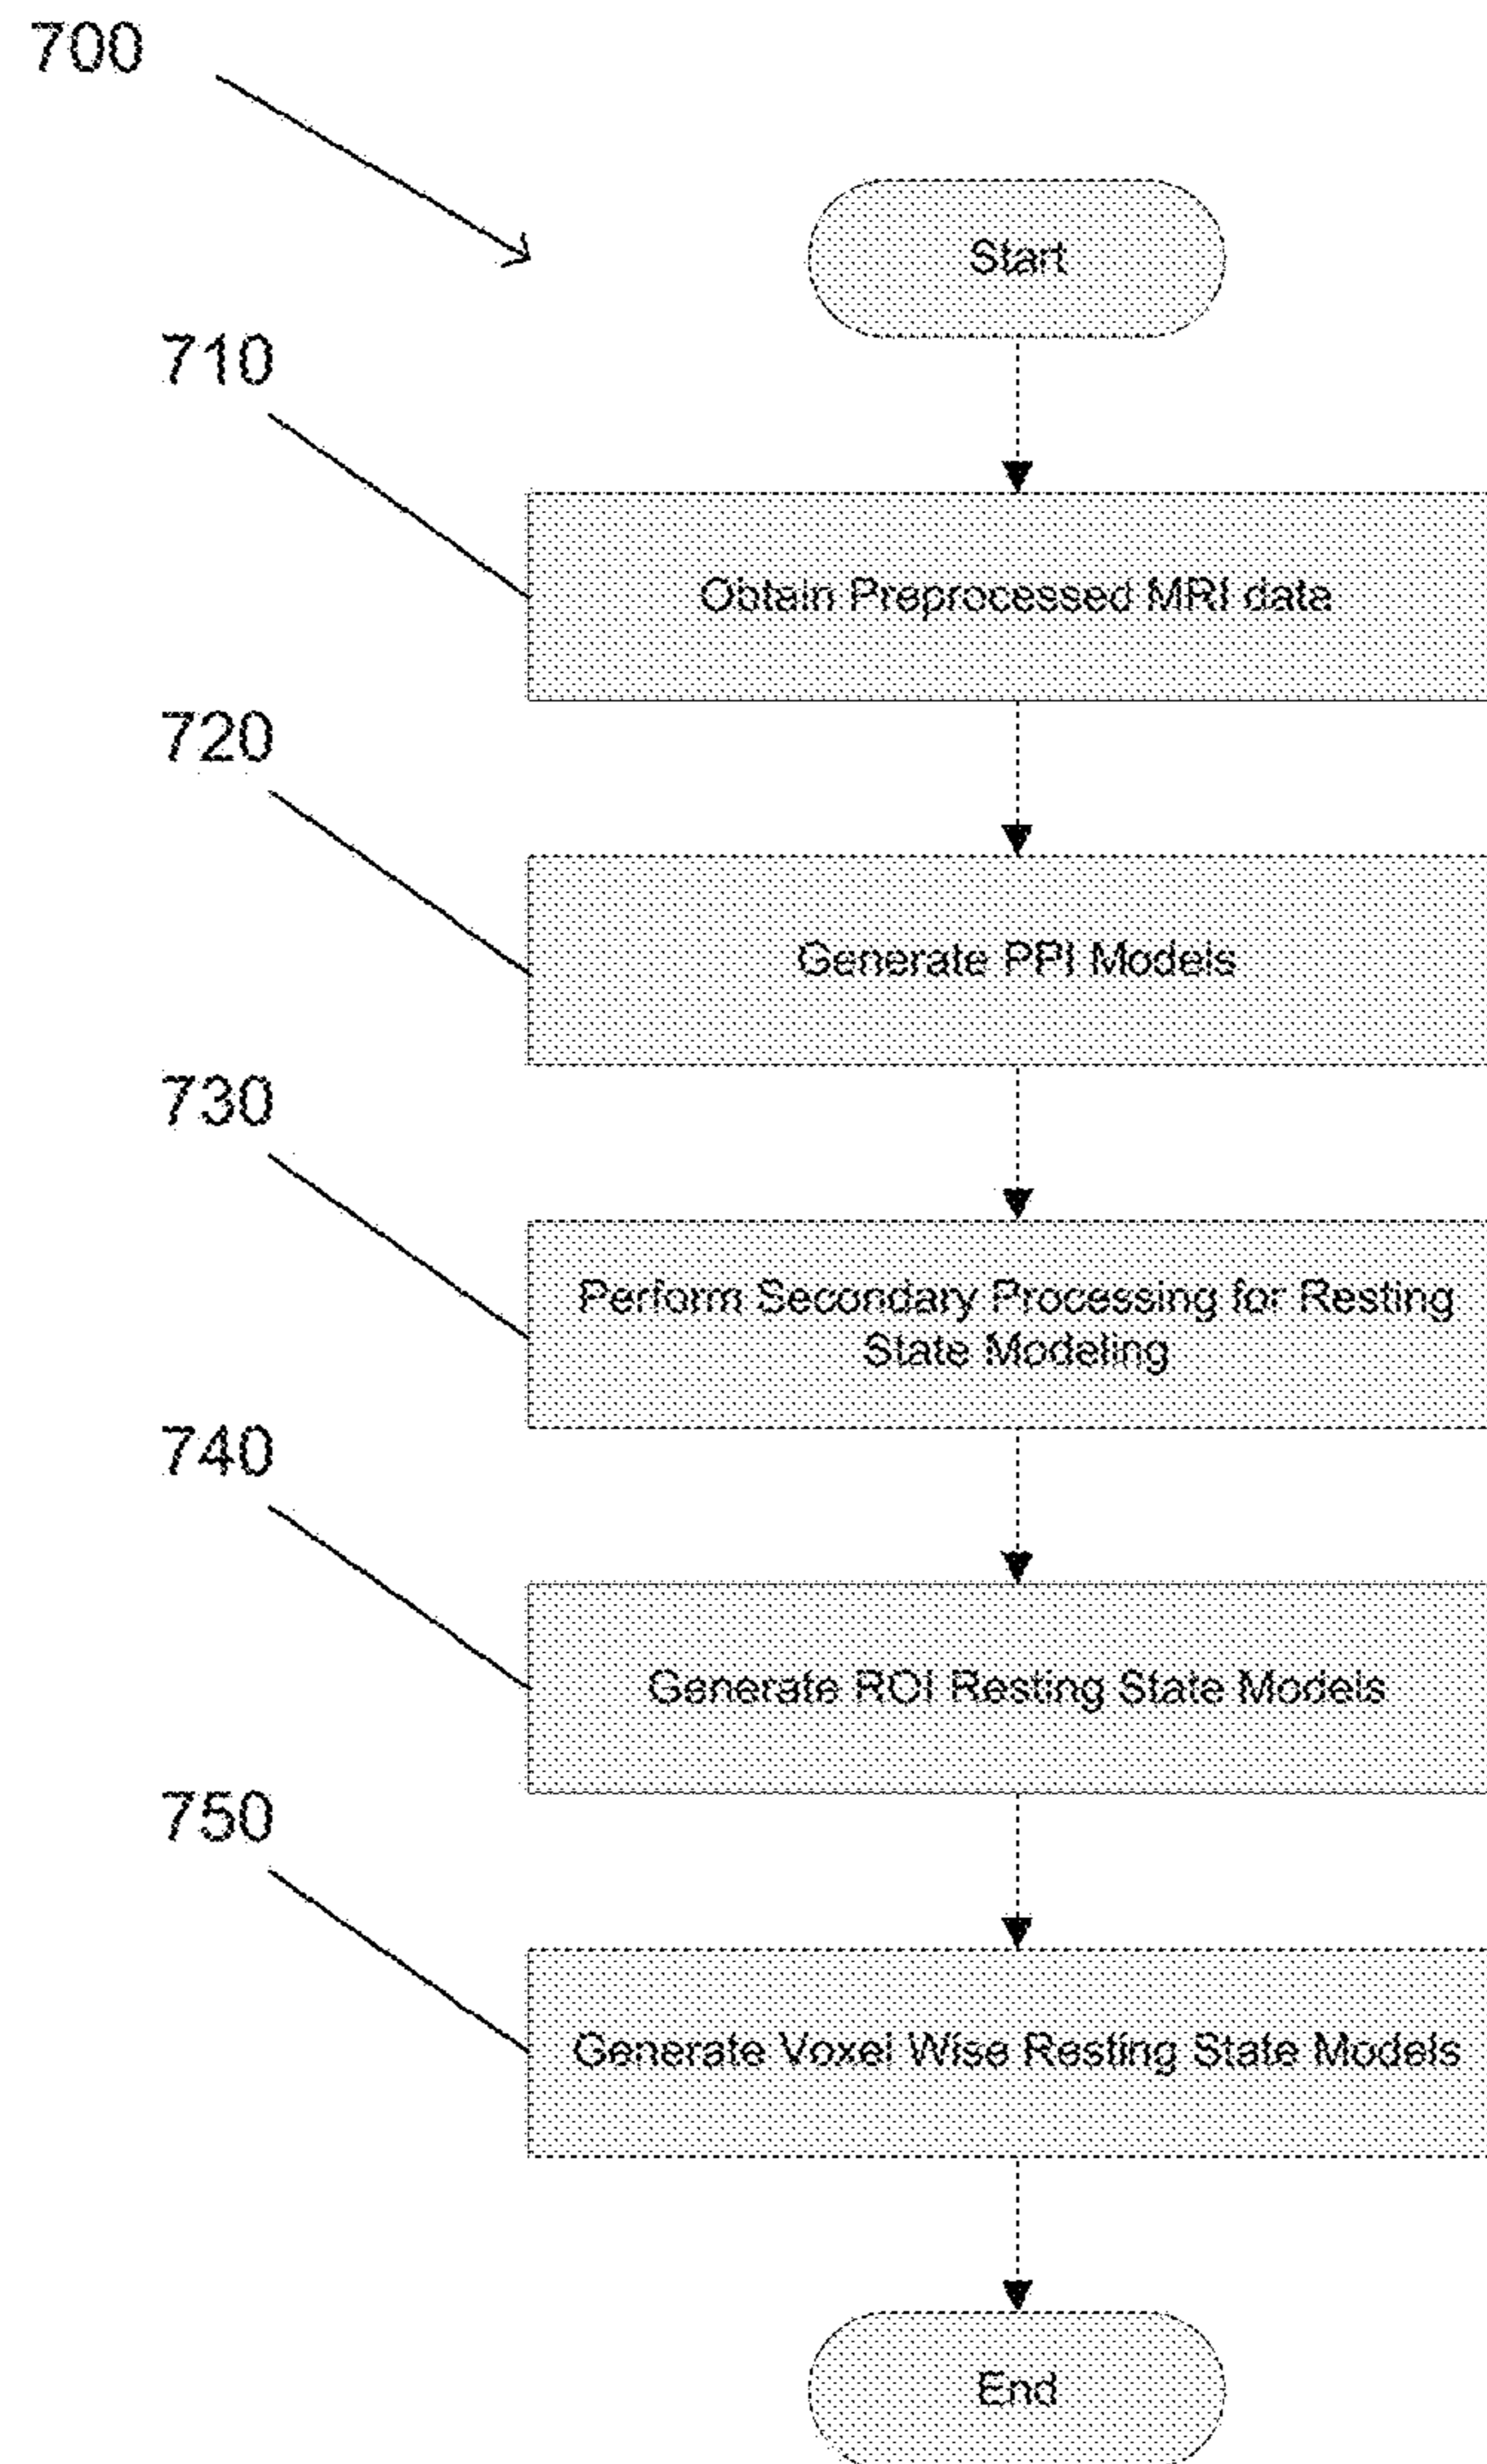 700
Start
710
Obtain Preprocessed MRI data
720
Generate PPI Models
730
Perform Secondary Processing for Resting
State Modeling
740
Generate ROI Resting State Models
750
Generate Voxel Wise Resting State Models
End